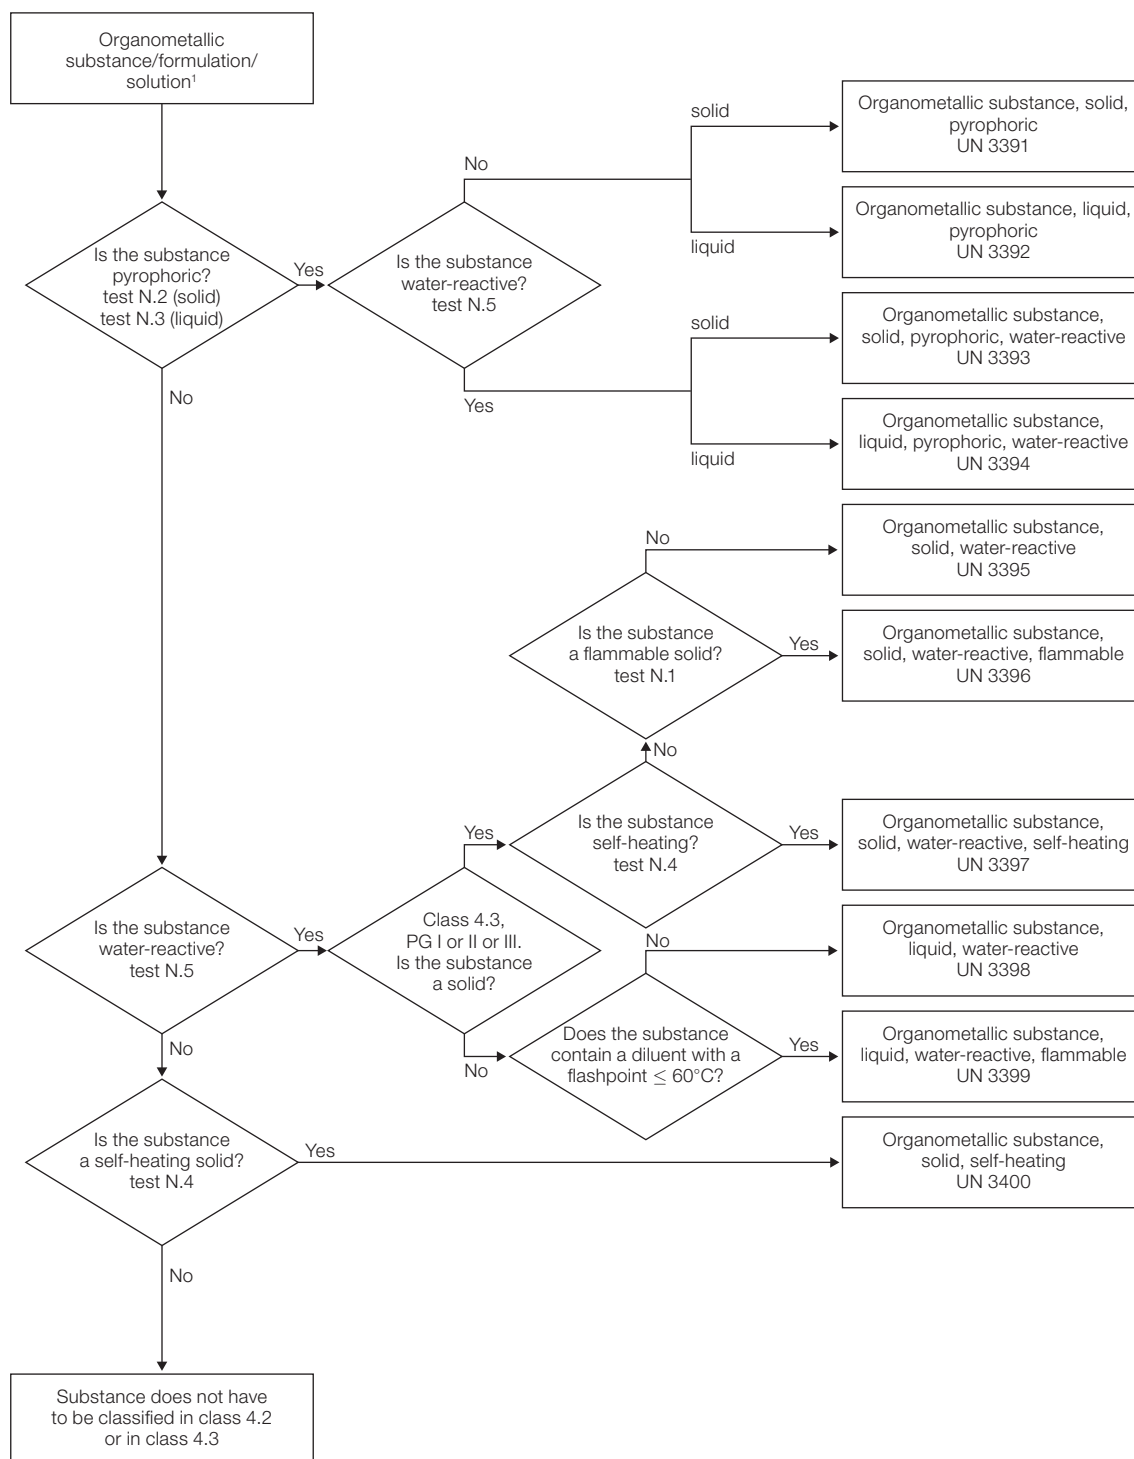 Organometallic
substance/formulation/
solution¹
Is the substance
pyrophoric?
test N.2 (solid)
test N.3 (liquid)
Yes
No
Is the substance
water-reactive?
test N.5
No
solid
Organometallic substance, solid,
pyrophoric
UN 3391
liquid
Organometallic substance, liquid,
pyrophoric
UN 3392
Yes
solid
Organometallic substance,
solid, pyrophoric, water-reactive
UN 3393
liquid
Organometallic substance,
liquid, pyrophoric, water-reactive
UN 3394
No
Organometallic substance,
solid, water-reactive
UN 3395
Is the substance
a flammable solid?
test N.1
Yes
Organometallic substance,
solid, water-reactive, flammable
UN 3396
No
Is the substance
self-heating?
test N.4
Yes
Yes
Organometallic substance,
solid, water-reactive, self-heating
UN 3397
Is the substance
water-reactive?
test N.5
Yes
Class 4.3,
PG I or II or III.
Is the substance
a solid?
No
Organometallic substance,
liquid, water-reactive
UN 3398
No
No
Does the substance
contain a diluent with a
flashpoint ≤ 60°C?
Yes
Organometallic substance,
liquid, water-reactive, flammable
UN 3399
Is the substance
a self-heating solid?
test N.4
Yes
Organometallic substance,
solid, self-heating
UN 3400
No
Substance does not have
to be classified in class 4.2
or in class 4.3